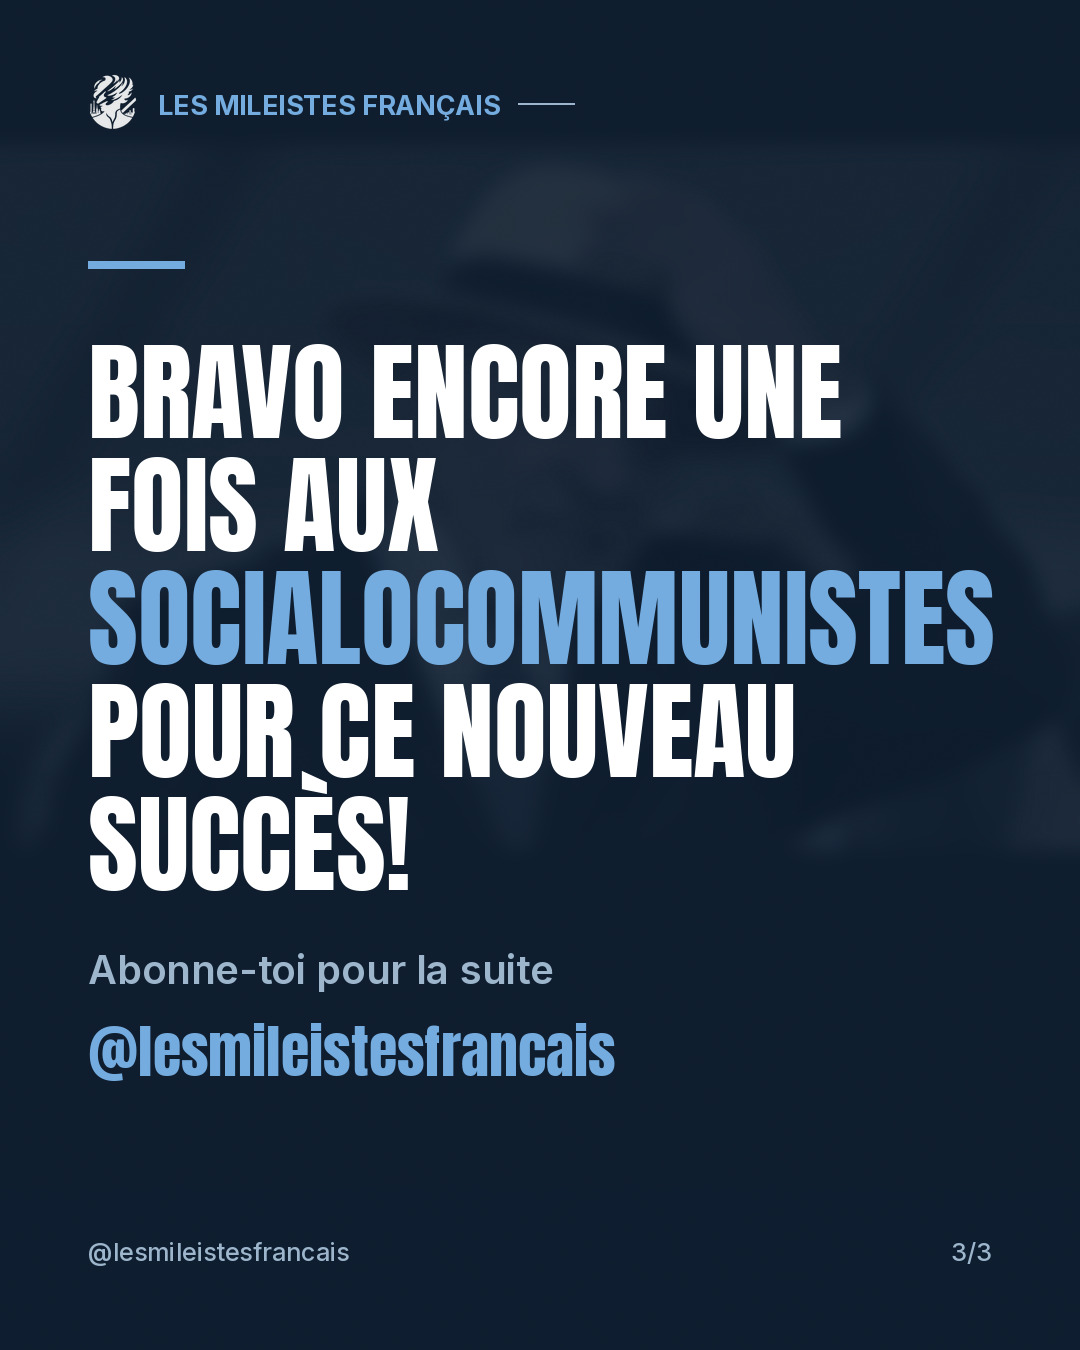 LES MILEISTES FRANÇAIS
BRAVO ENCORE UNE
FOIS AUX
SOCIALOCOMMUNISTES
POUR CE NOUVEAU
SUCCÈS!
Abonne-toi pour la suite
@lesmileistesfrancais
@lesmileistesfrancais
3/3